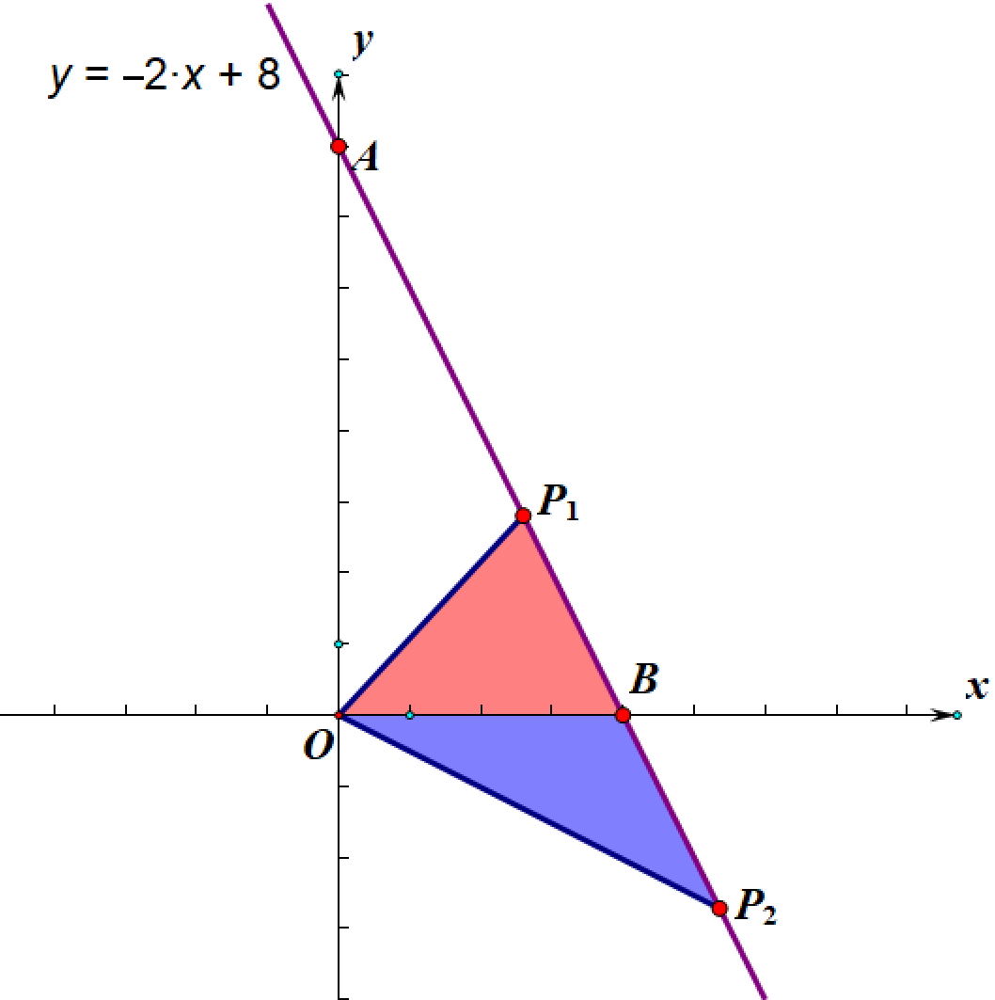 y
y = –2·x + 8
A
P₁
B
x
O
P₂